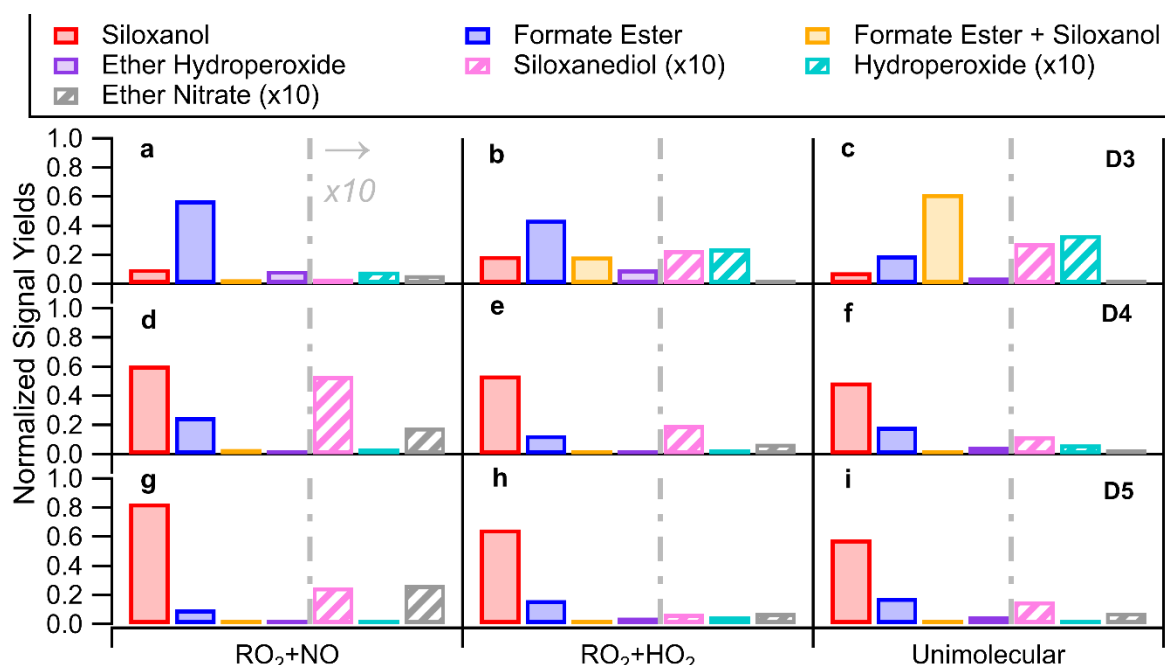 Siloxanol Formate Ester Formate Ester + Siloxanol
Ether Hydroperoxide Siloxanediol (x10) Hydroperoxide (x10)
Ether Nitrate (x10)
Normalized Signal Yields
1.0
0.8
0.6
0.4
0.2
0.0
a → x10
b
c D3
1.0
0.8
0.6
0.4
0.2
0.0
d
e
f D4
1.0
0.8
0.6
0.4
0.2
0.0
g
h
i D5
RO₂+NO RO₂+HO₂ Unimolecular